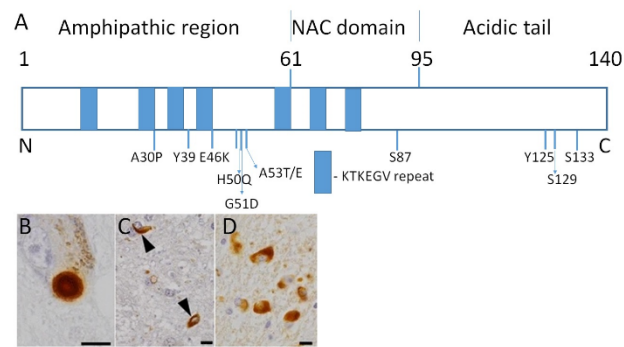 A
Amphipathic region NAC domain Acidic tail
1 61 95 140
N C
A30P Y39 E46K S87 Y125 S133
H50Q A53T/E - KTKEGV repeat S129
G51D
B C D